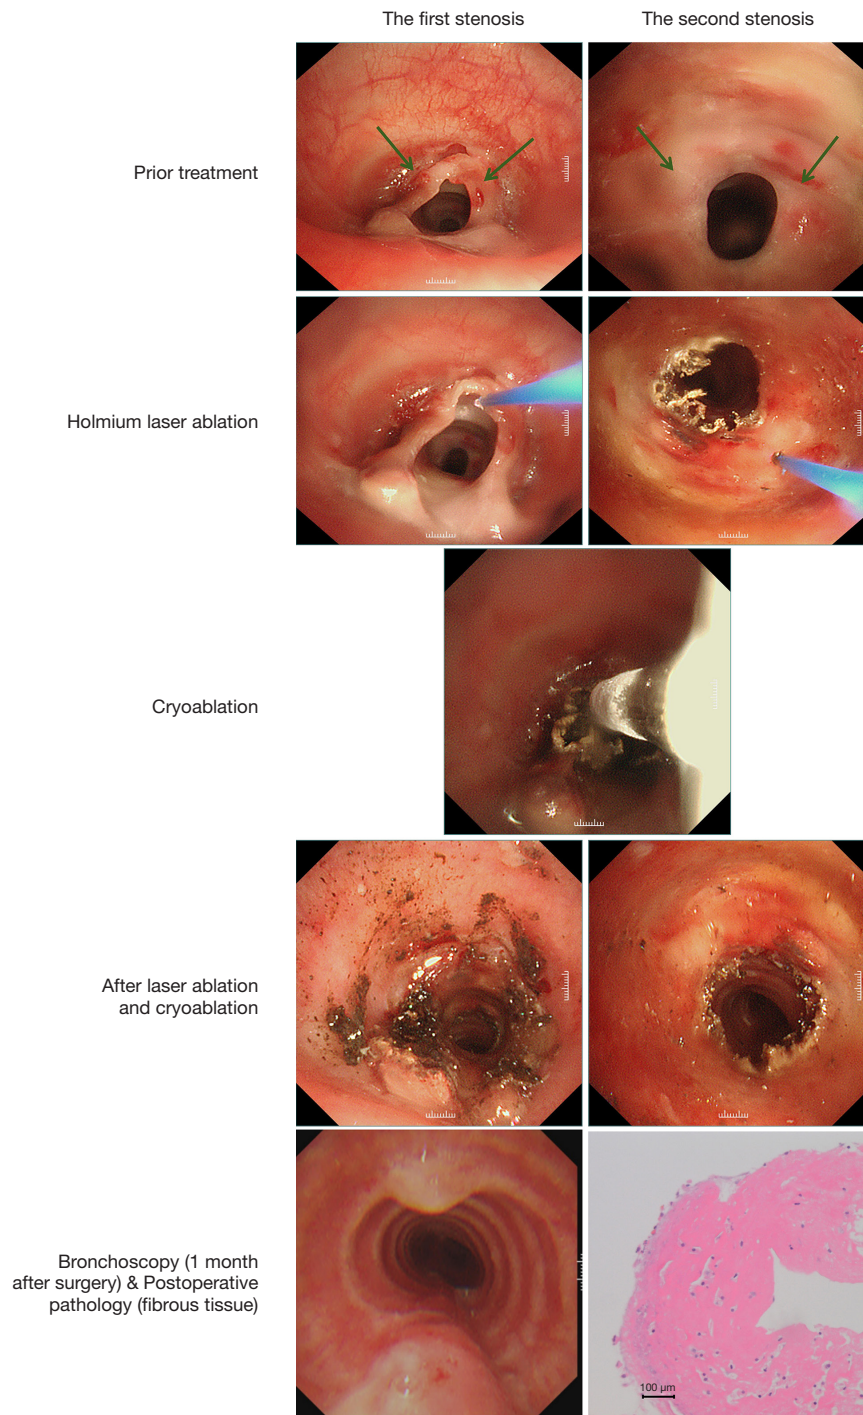 The first stenosis
The second stenosis
Prior treatment
Holmium laser ablation
Cryoablation
After laser ablation
and cryoablation
Bronchoscopy (1 month
after surgery) & Postoperative
pathology (fibrous tissue)
100 µm